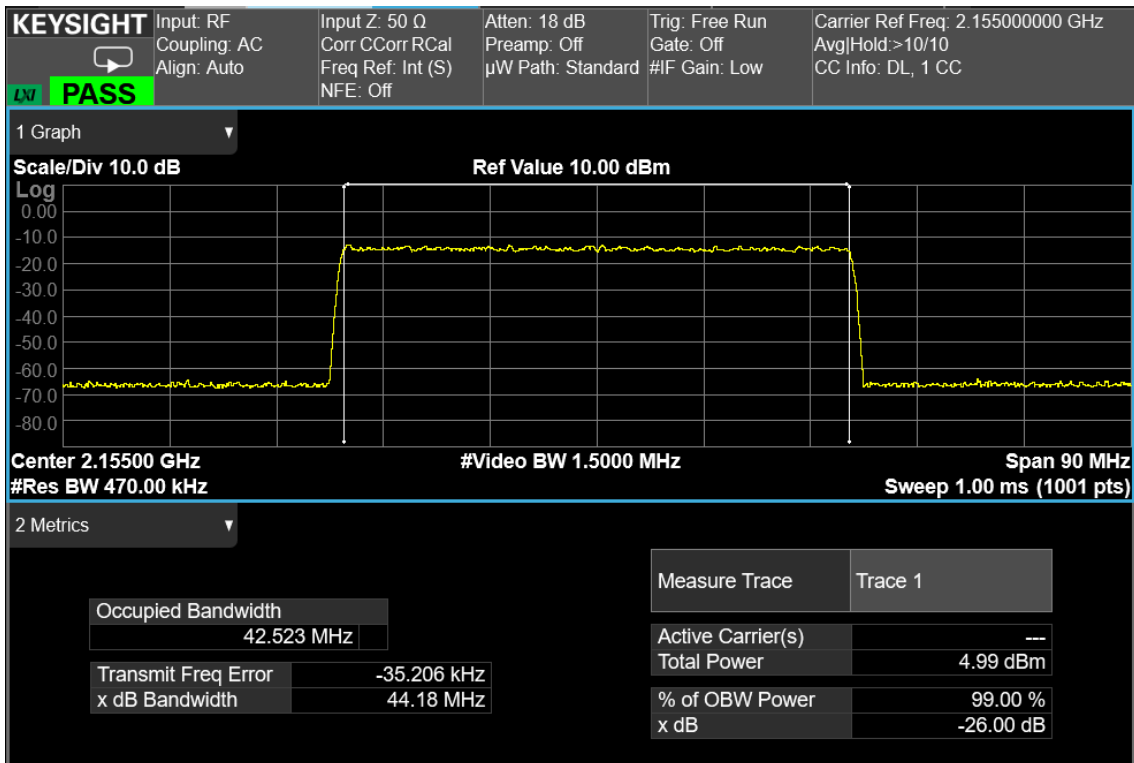 KEYSIGHT
LXI
PASS
Input: RF
Coupling: AC
Align: Auto
Input Z: 50 Ω
Corr CCorr RCal
Freq Ref: Int (S)
NFE: Off
Atten: 18 dB
Preamp: Off
µW Path: Standard
Trig: Free Run
Gate: Off
#IF Gain: Low
Carrier Ref Freq: 2.155000000 GHz
Avg|Hold:>10/10
CC Info: DL, 1 CC
1 Graph
Scale/Div 10.0 dB
Ref Value 10.00 dBm
Log
0.00
-10.0
-20.0
-30.0
-40.0
-50.0
-60.0
-70.0
-80.0
Center 2.15500 GHz
#Video BW 1.5000 MHz
Span 90 MHz
#Res BW 470.00 kHz
Sweep 1.00 ms (1001 pts)
2 Metrics
Occupied Bandwidth
42.523 MHz
Transmit Freq Error -35.206 kHz
x dB Bandwidth 44.18 MHz
Measure Trace Trace 1
Active Carrier(s) ---
Total Power 4.99 dBm
% of OBW Power 99.00 %
x dB -26.00 dB